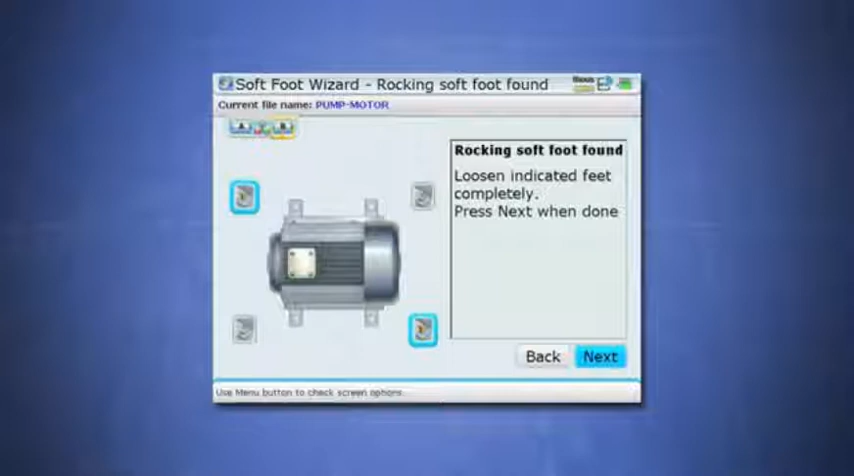 Soft Foot Wizard - Rocking soft foot found
Current file name: PUMP-MOTOR
A B
Rocking soft foot found
Loosen indicated feet
completely.
Press Next when done
Back Next
Use Menu button to check screen options.